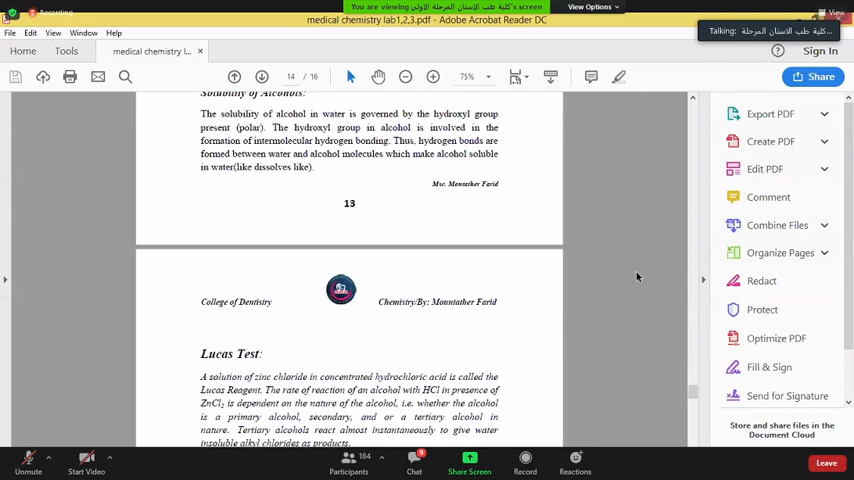 Recording
You are viewing كلية طب الاسنان المرحلة الاولى's screen
View Options
View
medical chemistry lab1,2,3.pdf - Adobe Acrobat Reader DC
File Edit View Window Help
Talking: كلية طب الاسنان المرحلة...
Home Tools medical chemistry l... × Sign In
14 / 16 75% Share
Solubility of Alcohols:
The solubility of alcohol in water is governed by the hydroxyl group
present (polar). The hydroxyl group in alcohol is involved in the
formation of intermolecular hydrogen bonding. Thus, hydrogen bonds are
formed between water and alcohol molecules which make alcohol soluble
in water(like dissolves like).
Msc. Montather Farid
13
College of Dentistry Chemistry/By: Mountather Farid
Lucas Test:
A solution of zinc chloride in concentrated hydrochloric acid is called the
Lucas Reagent. The rate of reaction of an alcohol with HCl in presence of
ZnCl2 is dependent on the nature of the alcohol, i.e. whether the alcohol
is a primary alcohol, secondary, and or a tertiary alcohol in
nature. Tertiary alcohols react almost instantaneously to give water
insoluble alkyl chlorides as products.
Export PDF
Create PDF
Edit PDF
Comment
Combine Files
Organize Pages
Redact
Protect
Optimize PDF
Fill & Sign
Send for Signature
Store and share files in the
Document Cloud
Unmute Start Video Participants 184 Chat 9 Share Screen Record Reactions Leave